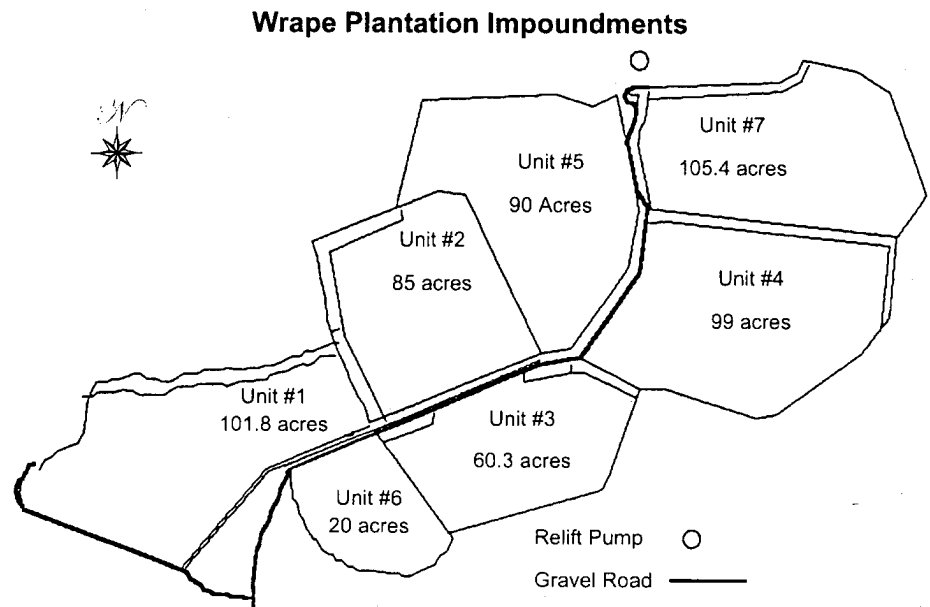 Wrape Plantation Impoundments
N
Unit #7
105.4 acres
Unit #5
90 Acres
Unit #2
85 acres
Unit #4
99 acres
Unit #1
101.8 acres
Unit #3
60.3 acres
Unit #6
20 acres
Relift Pump
Gravel Road